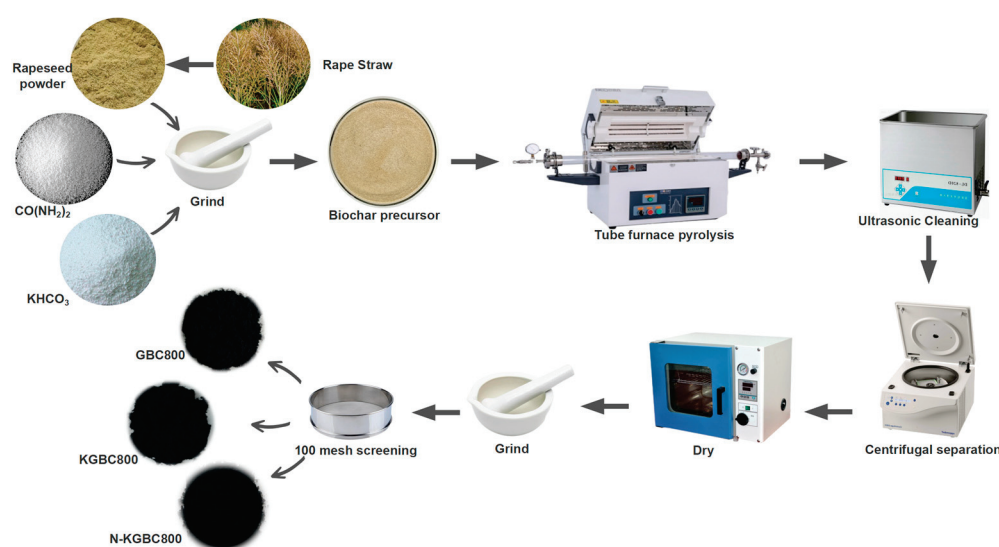 Rapeseed
powder
Rape Straw
CO(NH₂)₂
Grind
Biochar precursor
Tube furnace pyrolysis
Ultrasonic Cleaning
KHCO₃
GBC800
KGBC800
N-KGBC800
100 mesh screening
Grind
Dry
Centrifugal separation